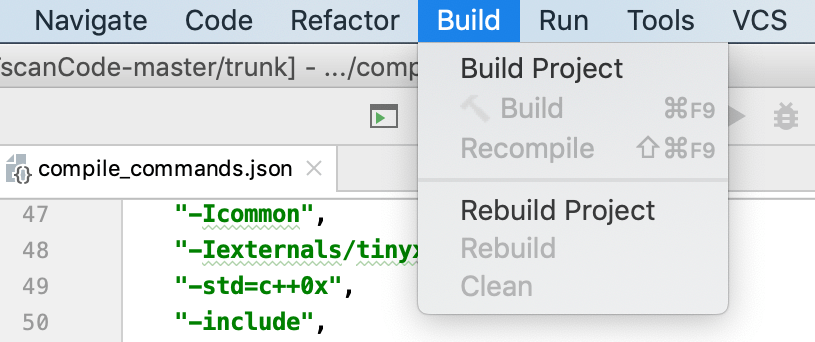 Navigate Code Refactor Build Run Tools VCS
scanCode-master/trunk] - .../comp
Build Project
Build ⌘F9
Recompile ⇧⌘F9
Rebuild Project
Rebuild
Clean
compile_commands.json
47 "-Icommon",
48 "-Iexternals/tinyx
49 "-std=c++0x",
50 "-include",